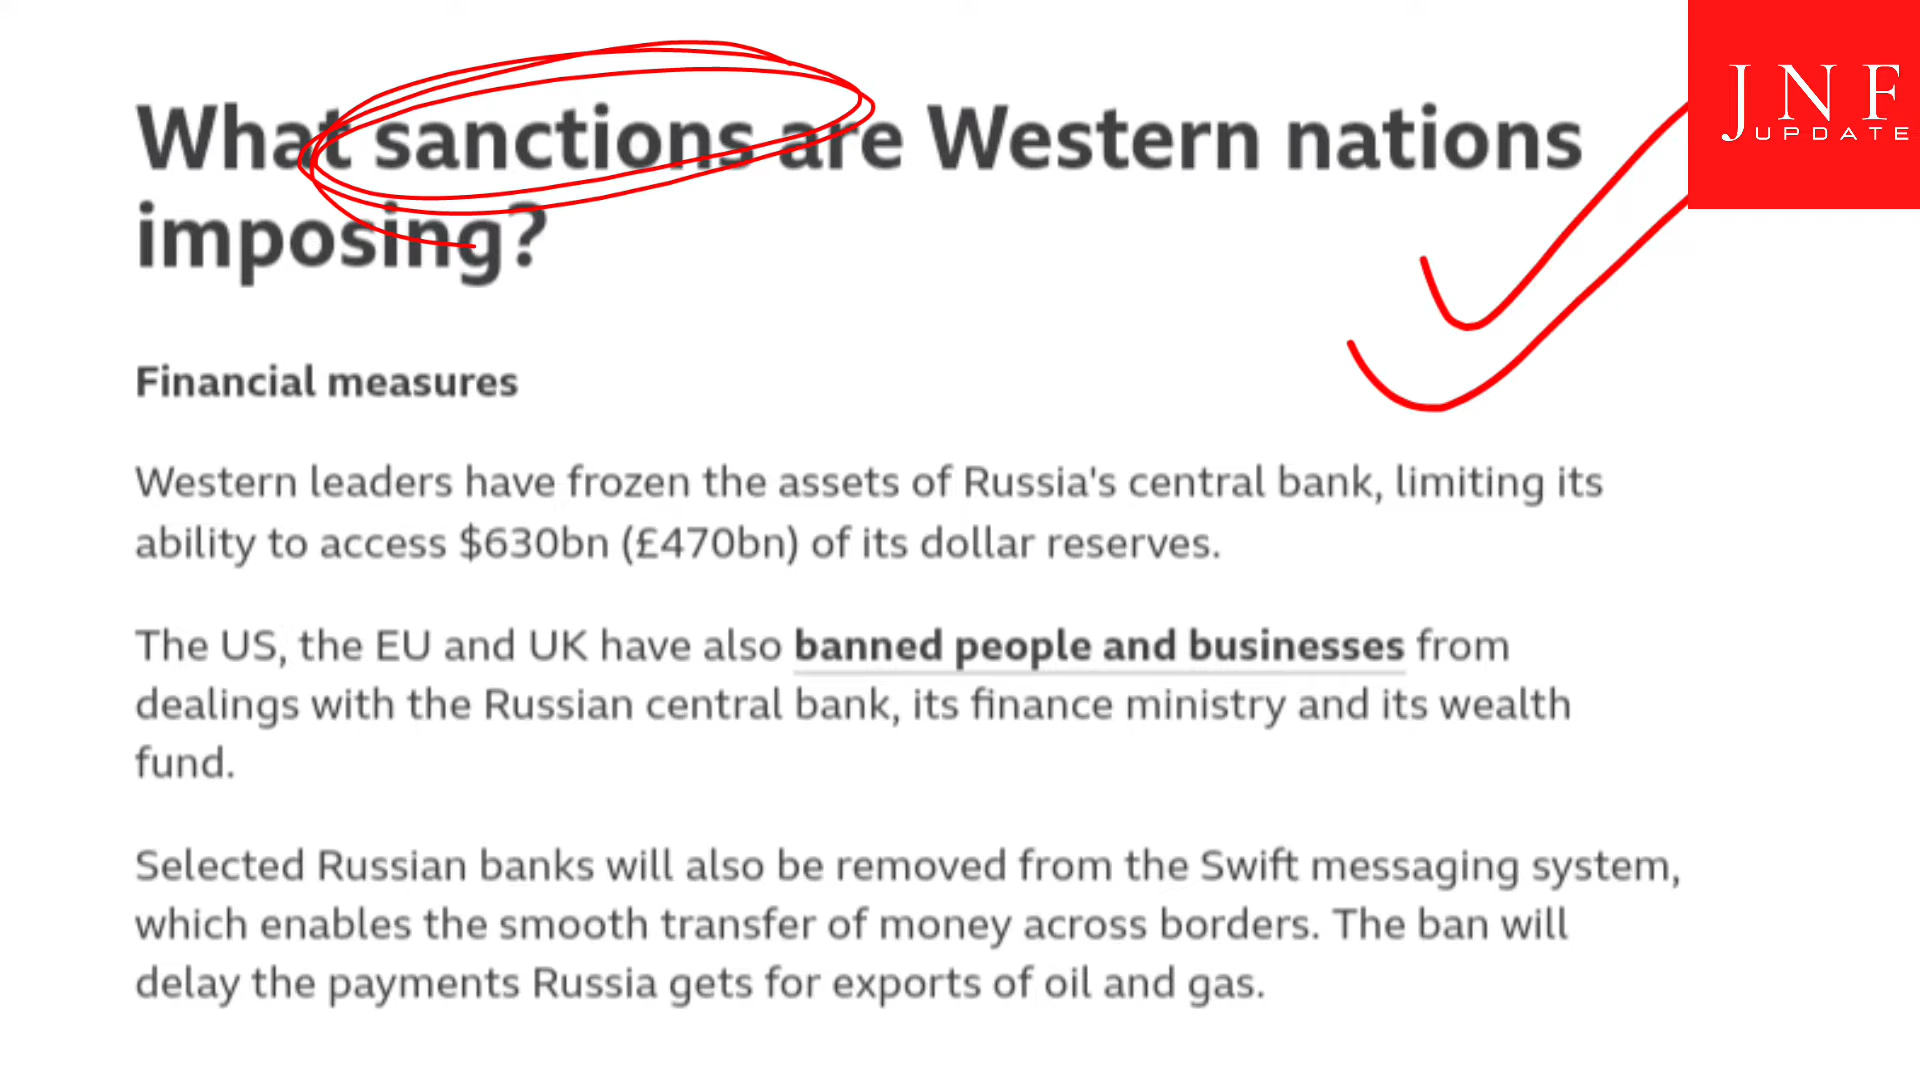 What sanctions are Western nations
imposing?
JNF
UPDATE
Financial measures
Western leaders have frozen the assets of Russia's central bank, limiting its
ability to access $630bn (£470bn) of its dollar reserves.
The US, the EU and UK have also banned people and businesses from
dealings with the Russian central bank, its finance ministry and its wealth
fund.
Selected Russian banks will also be removed from the Swift messaging system,
which enables the smooth transfer of money across borders. The ban will
delay the payments Russia gets for exports of oil and gas.